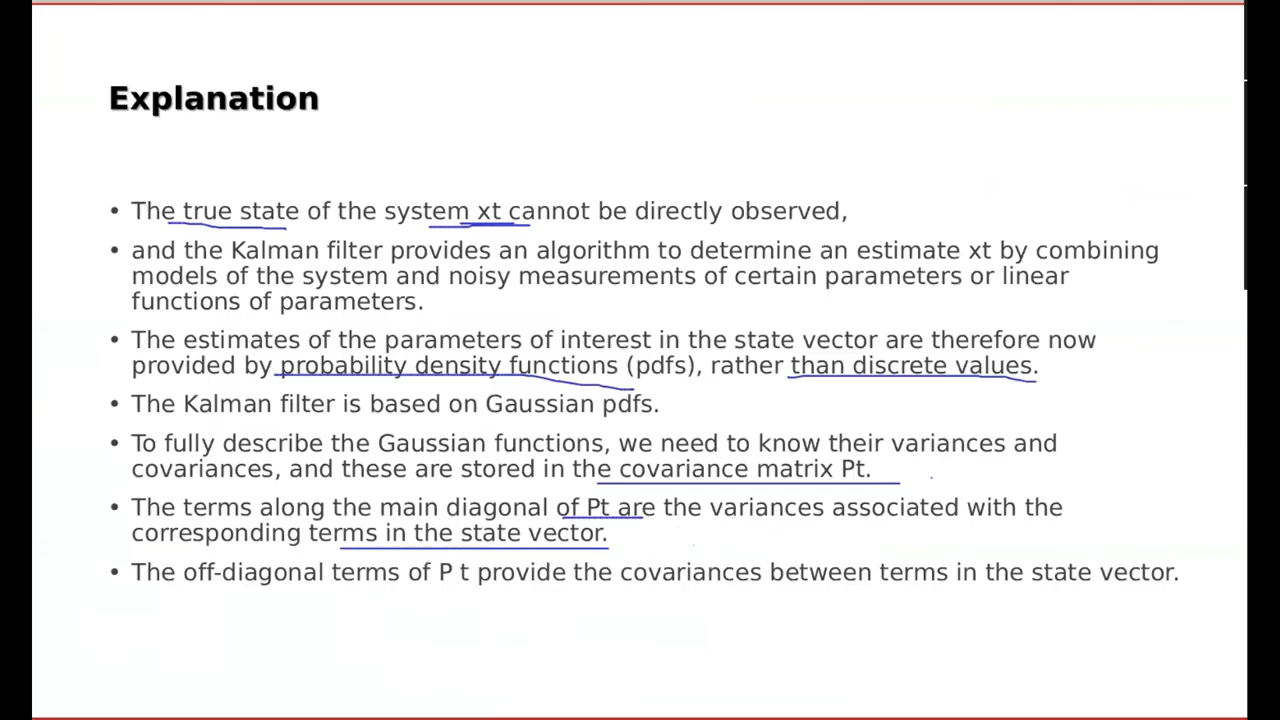 Explanation
• The true state of the system xt cannot be directly observed,
• and the Kalman filter provides an algorithm to determine an estimate xt by combining
models of the system and noisy measurements of certain parameters or linear
functions of parameters.
• The estimates of the parameters of interest in the state vector are therefore now
provided by probability density functions (pdfs), rather than discrete values.
• The Kalman filter is based on Gaussian pdfs.
• To fully describe the Gaussian functions, we need to know their variances and
covariances, and these are stored in the covariance matrix Pt.
• The terms along the main diagonal of Pt are the variances associated with the
corresponding terms in the state vector.
• The off-diagonal terms of P t provide the covariances between terms in the state vector.